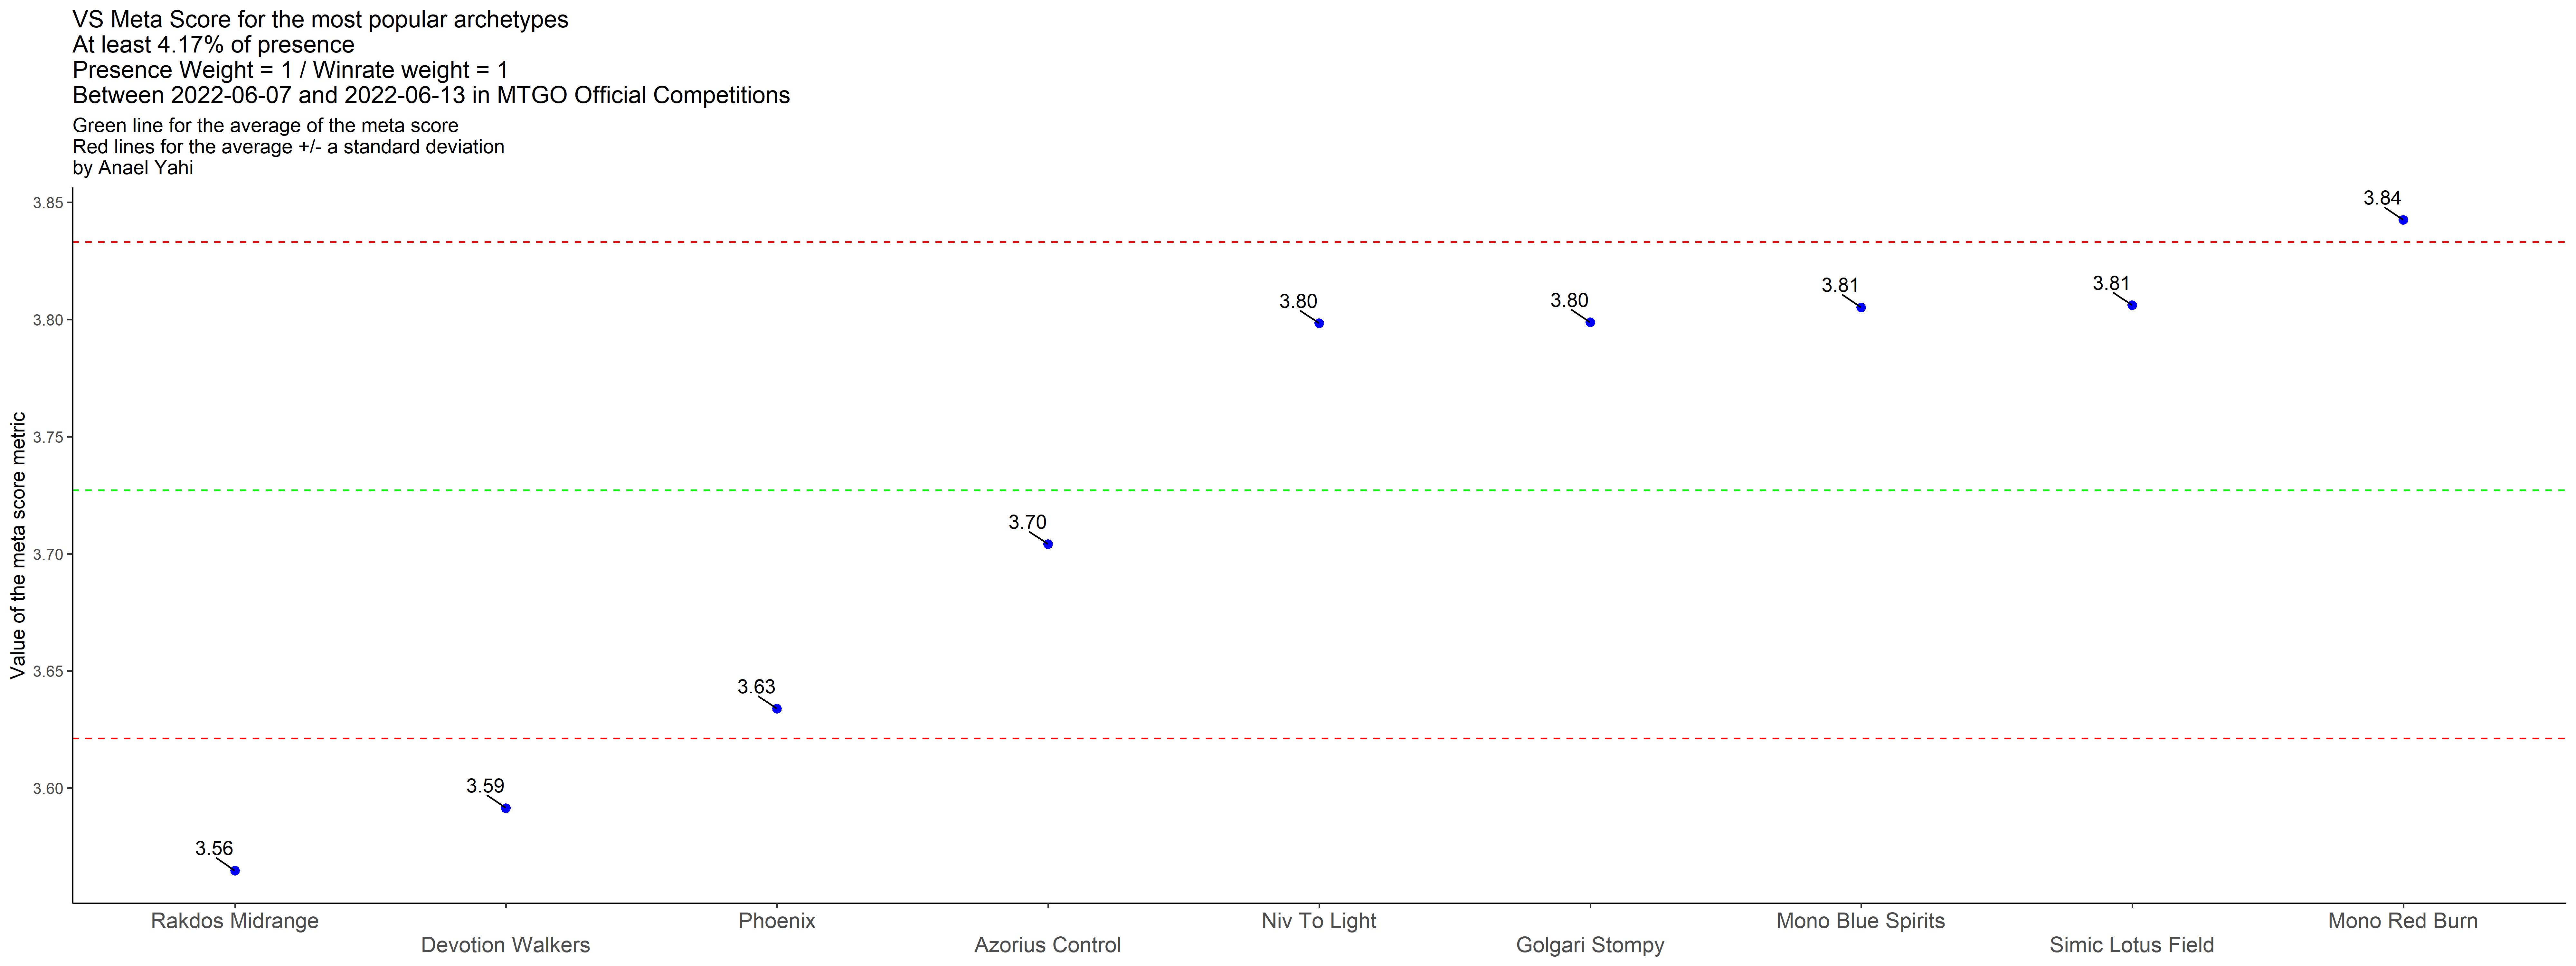 VS Meta Score for the most popular archetypes
At least 4.17% of presence
Presence Weight = 1 / Winrate weight = 1
Between 2022-06-07 and 2022-06-13 in MTGO Official Competitions
Green line for the average of the meta score
Red lines for the average +/- a standard deviation
by Anael Yahi
Value of the meta score metric
3.85
3.80
3.75
3.70
3.65
3.60
3.56
3.59
3.63
3.70
3.80
3.80
3.81
3.81
3.84
Rakdos Midrange
Devotion Walkers
Phoenix
Azorius Control
Niv To Light
Golgari Stompy
Mono Blue Spirits
Simic Lotus Field
Mono Red Burn